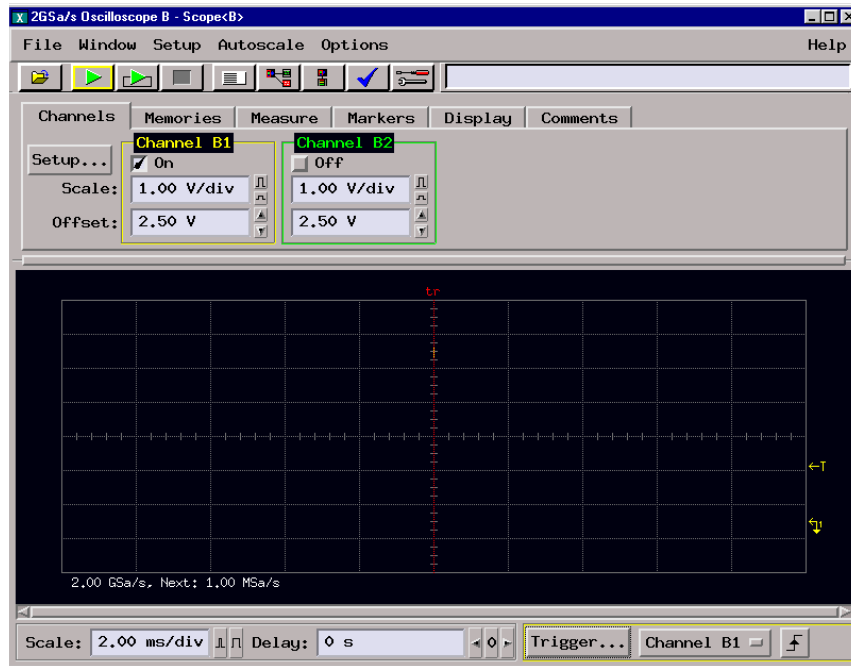 2GSa/s Oscilloscope B - Scope<B>
File Window Setup Autoscale Options Help
Channels Memories Measure Markers Display Comments
Channel B1 Channel B2
Setup... On Off
Scale: 1.00 V/div 1.00 V/div
Offset: 2.50 V 2.50 V
tr
T
1
2.00 GSa/s, Next: 1.00 MSa/s
Scale: 2.00 ms/div Delay: 0 s 0 Trigger... Channel B1